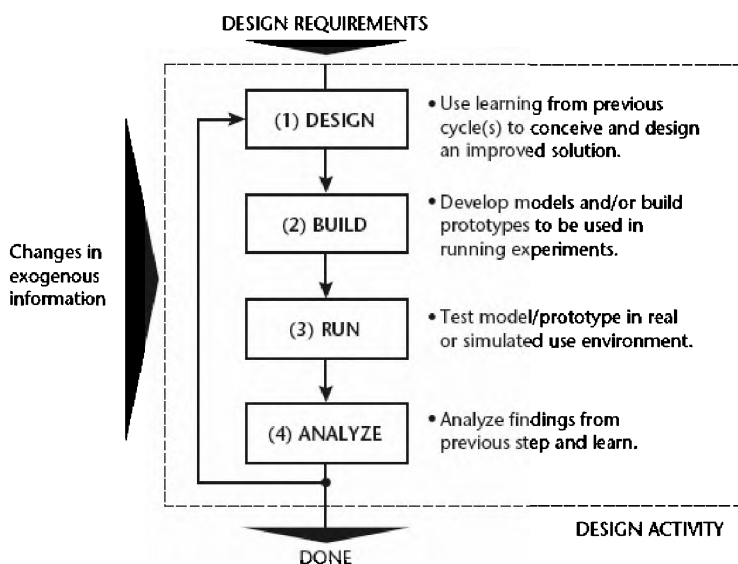 DESIGN REQUIREMENTS
(1) DESIGN
• Use learning from previous
cycle(s) to conceive and design
an improved solution.
(2) BUILD
• Develop models and/or build
prototypes to be used in
running experiments.
Changes in
exogenous
information
(3) RUN
• Test model/prototype in real
or simulated use environment.
(4) ANALYZE
• Analyze findings from
previous step and learn.
DESIGN ACTIVITY
DONE